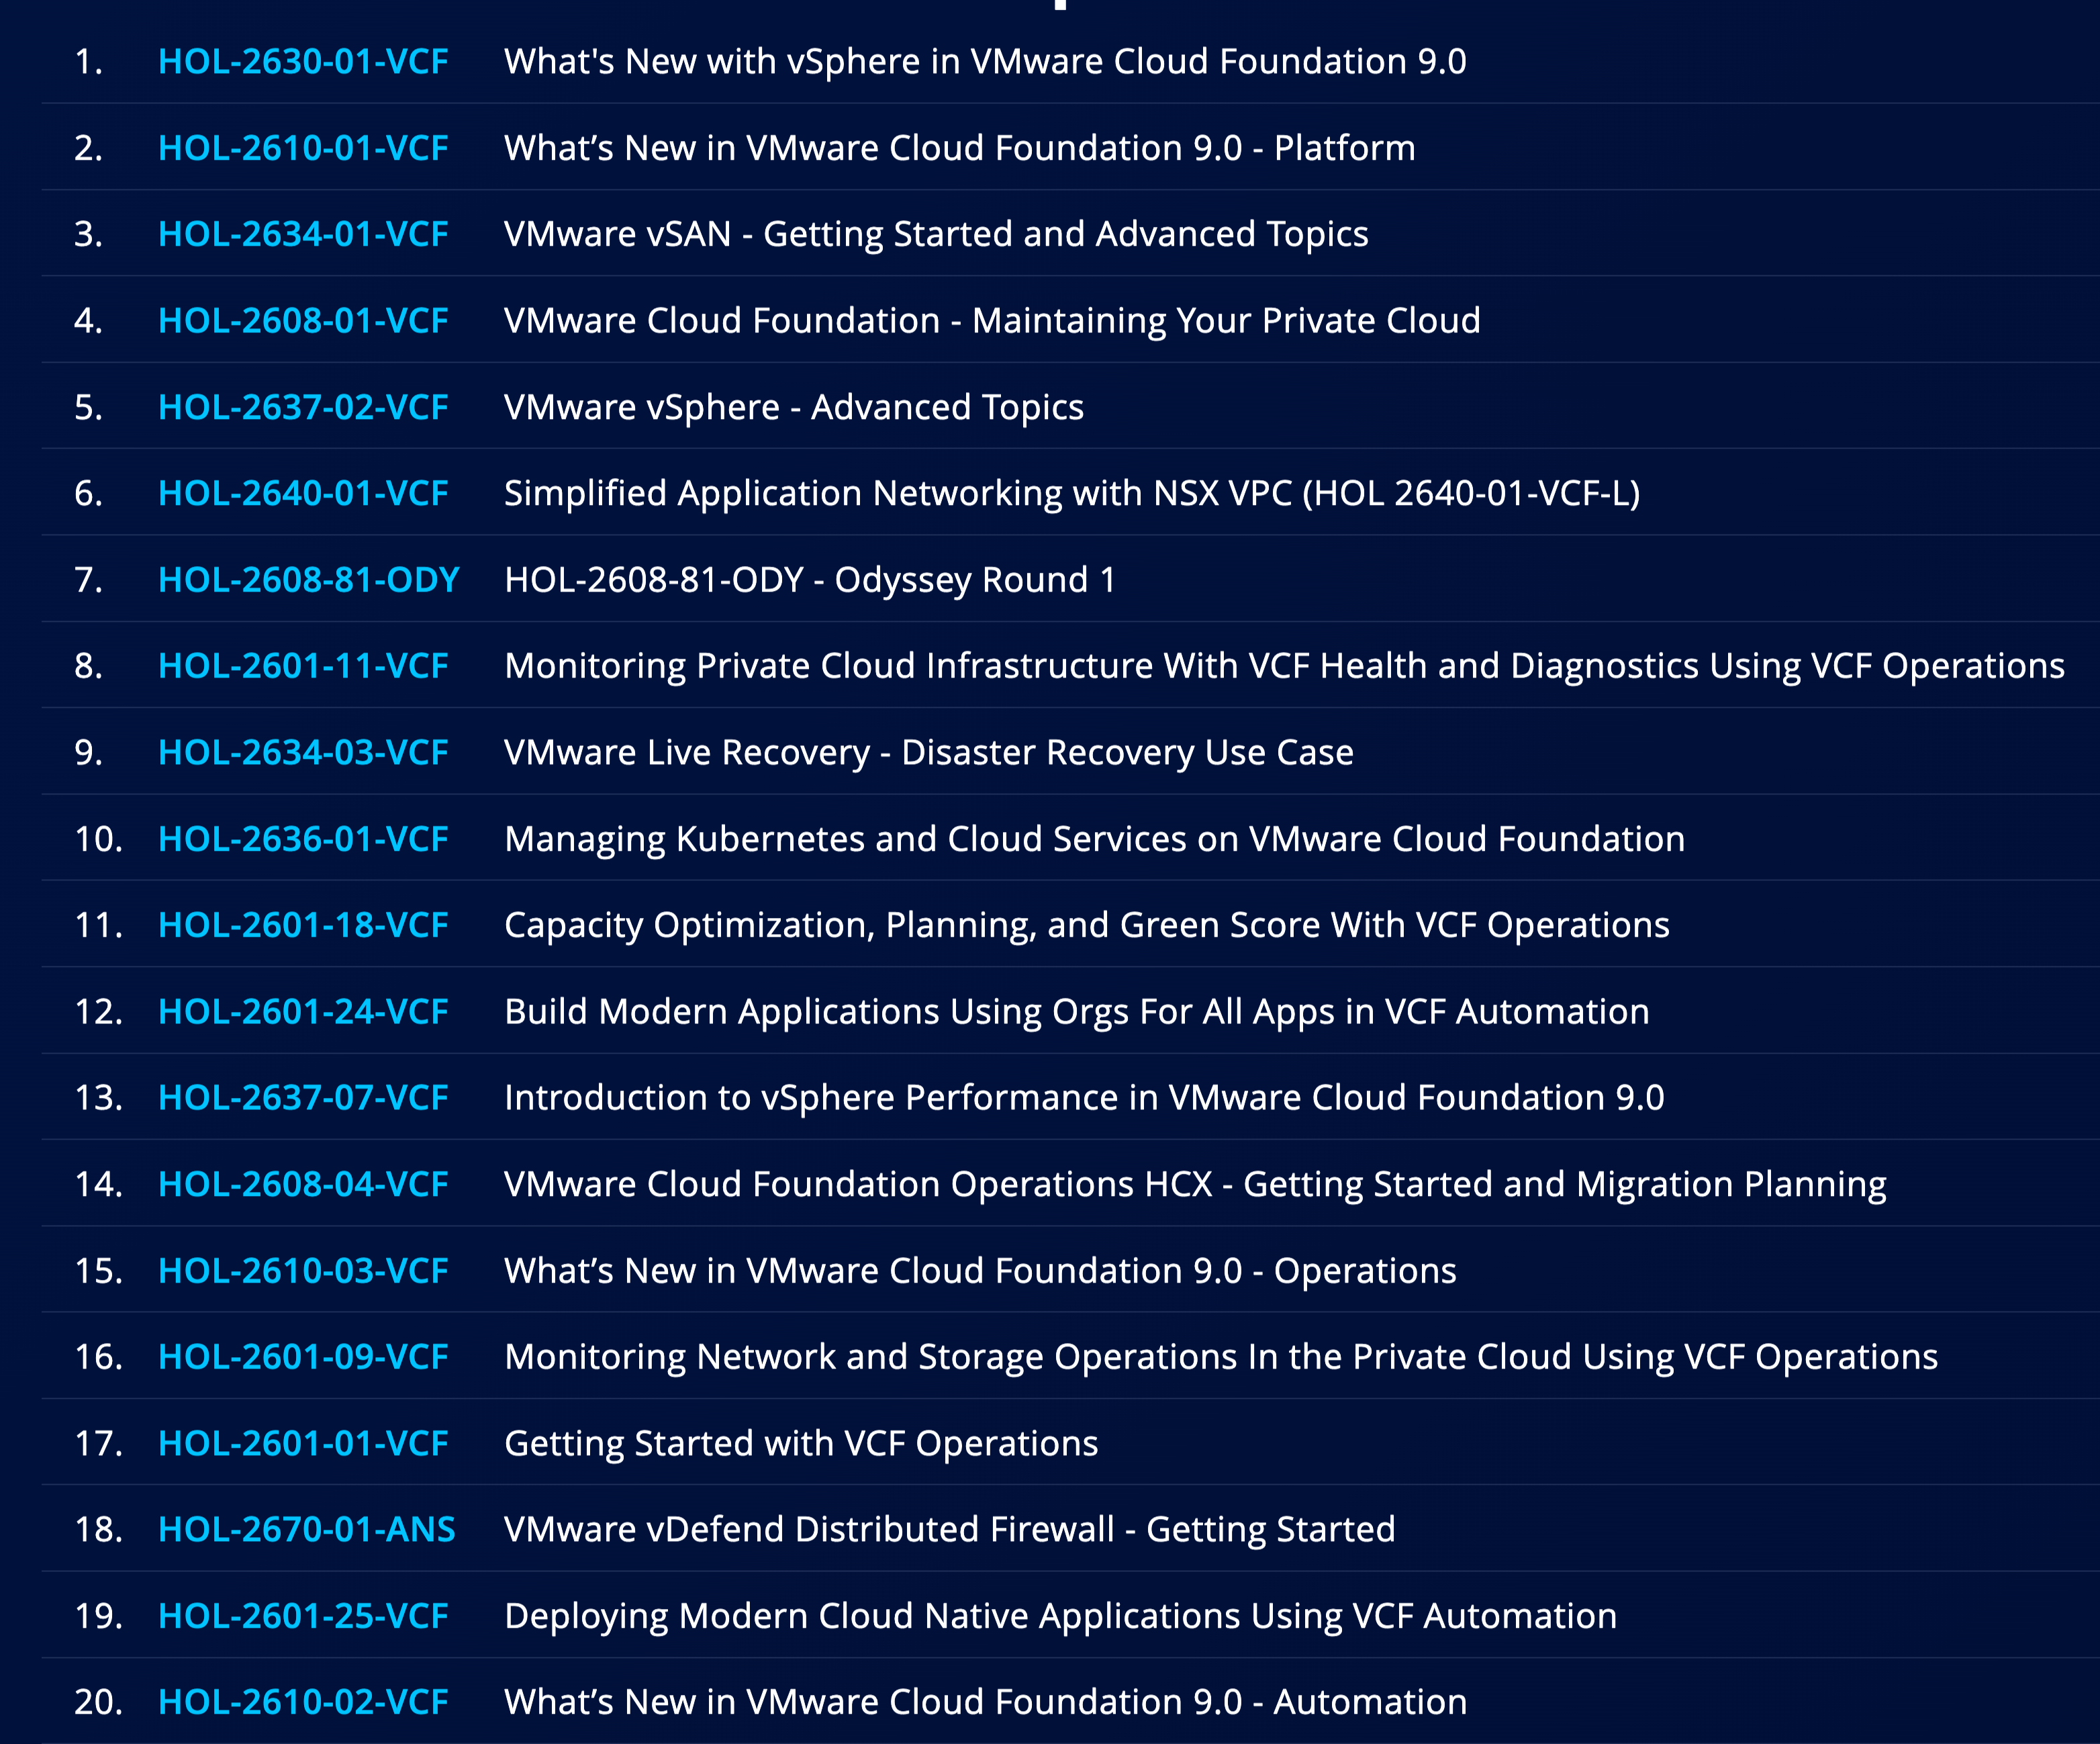 1. HOL-2630-01-VCF What's New with vSphere in VMware Cloud Foundation 9.0
2. HOL-2610-01-VCF What’s New in VMware Cloud Foundation 9.0 - Platform
3. HOL-2634-01-VCF VMware vSAN - Getting Started and Advanced Topics
4. HOL-2608-01-VCF VMware Cloud Foundation - Maintaining Your Private Cloud
5. HOL-2637-02-VCF VMware vSphere - Advanced Topics
6. HOL-2640-01-VCF Simplified Application Networking with NSX VPC (HOL 2640-01-VCF-L)
7. HOL-2608-81-ODY HOL-2608-81-ODY - Odyssey Round 1
8. HOL-2601-11-VCF Monitoring Private Cloud Infrastructure With VCF Health and Diagnostics Using VCF Operations
9. HOL-2634-03-VCF VMware Live Recovery - Disaster Recovery Use Case
10. HOL-2636-01-VCF Managing Kubernetes and Cloud Services on VMware Cloud Foundation
11. HOL-2601-18-VCF Capacity Optimization, Planning, and Green Score With VCF Operations
12. HOL-2601-24-VCF Build Modern Applications Using Orgs For All Apps in VCF Automation
13. HOL-2637-07-VCF Introduction to vSphere Performance in VMware Cloud Foundation 9.0
14. HOL-2608-04-VCF VMware Cloud Foundation Operations HCX - Getting Started and Migration Planning
15. HOL-2610-03-VCF What’s New in VMware Cloud Foundation 9.0 - Operations
16. HOL-2601-09-VCF Monitoring Network and Storage Operations In the Private Cloud Using VCF Operations
17. HOL-2601-01-VCF Getting Started with VCF Operations
18. HOL-2670-01-ANS VMware vDefend Distributed Firewall - Getting Started
19. HOL-2601-25-VCF Deploying Modern Cloud Native Applications Using VCF Automation
20. HOL-2610-02-VCF What’s New in VMware Cloud Foundation 9.0 - Automation